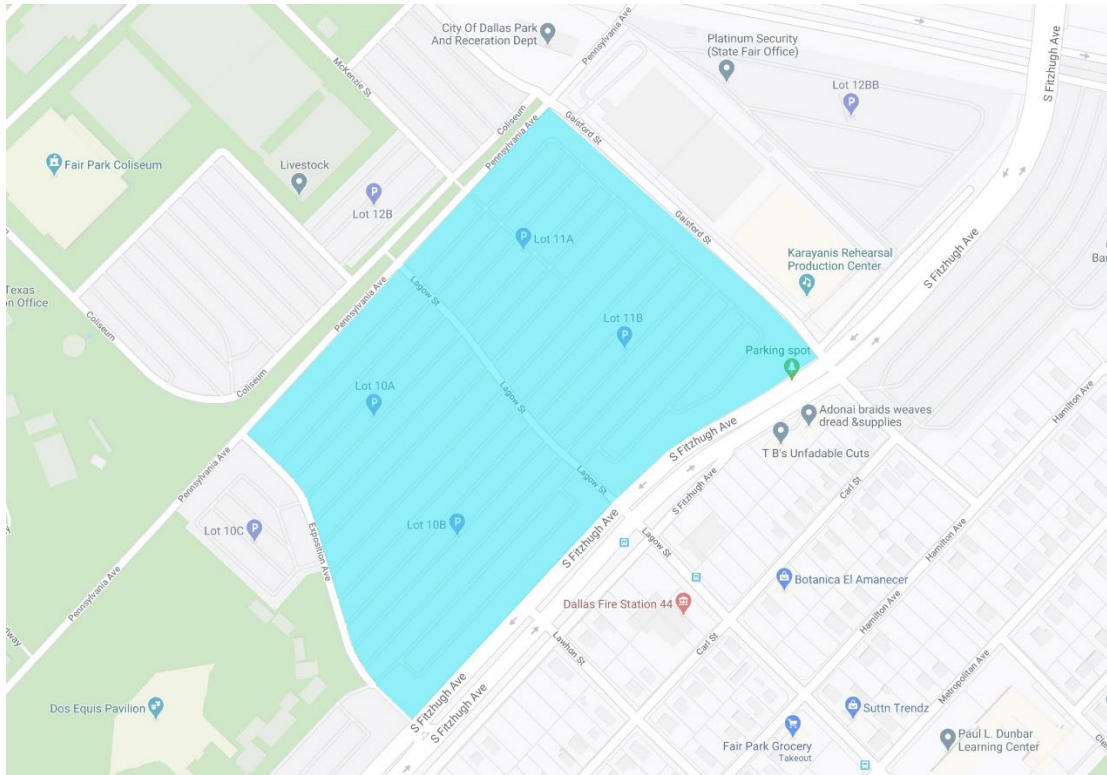 City Of Dallas Park
And Receration Dept
Pennsylvania Ave
Platinum Security
(State Fair Office)
Lot 12BB
S Fitzhugh Ave
McKenzie St
Coliseum
Pennsylvania Ave
Gaisford St
Fair Park Coliseum
Livestock
Lot 12B
Lot 11A
Gaisford St
Karayanis Rehearsal
Production Center
S Fitzhugh Ave
Texas
on Office
Coliseum
Pennsylvania Ave
Lagow St
Lot 11B
Parking spot
Lot 10A
Coliseum
Lagow St
Adonai braids weaves
dread &supplies
Hamilton Ave
S Fitzhugh Ave
T B's Unfadable Cuts
Pennsylvania Ave
Lagow St
S Fitzhugh Ave
Carl St
Lot 10C
Lot 10B
Exposition Ave
S Fitzhugh Ave
Lagow St
Hamilton Ave
Pennsylvania Ave
Botanica El Amanecer
Dallas Fire Station 44
Hamilton Ave
Lawhon St
Carl St
Metropolitan Ave
Dos Equis Pavilion
S Fitzhugh Ave
S Fitzhugh Ave
Suttn Trendz
Fair Park Grocery
Takeout
Paul L. Dunbar
Learning Center